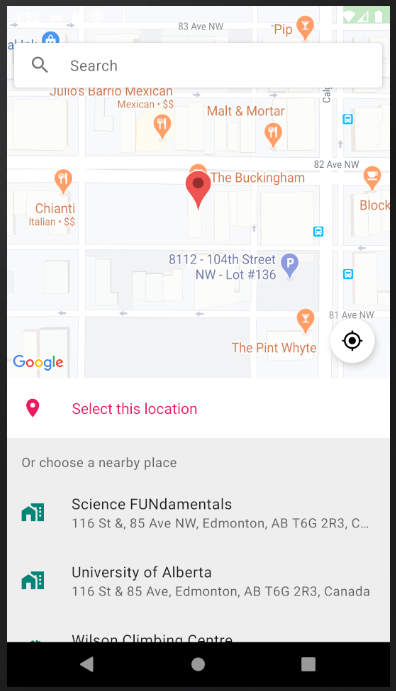 83 Ave NW
Pip
Search
Julio's Barrio Mexican
Mexican • $$
Malt & Mortar
82 Ave NW
The Buckingham
Chianti
Italian • $$
Block
8112 - 104th Street
NW - Lot #136
P
81 Ave NW
The Pint Whyte
Google
Select this location
Or choose a nearby place
Science FUNdamentals
116 St &, 85 Ave NW, Edmonton, AB T6G 2R3, C...
University of Alberta
116 St & 85 Ave, Edmonton, AB T6G 2R3, Canada
Wilson Climbing Centre